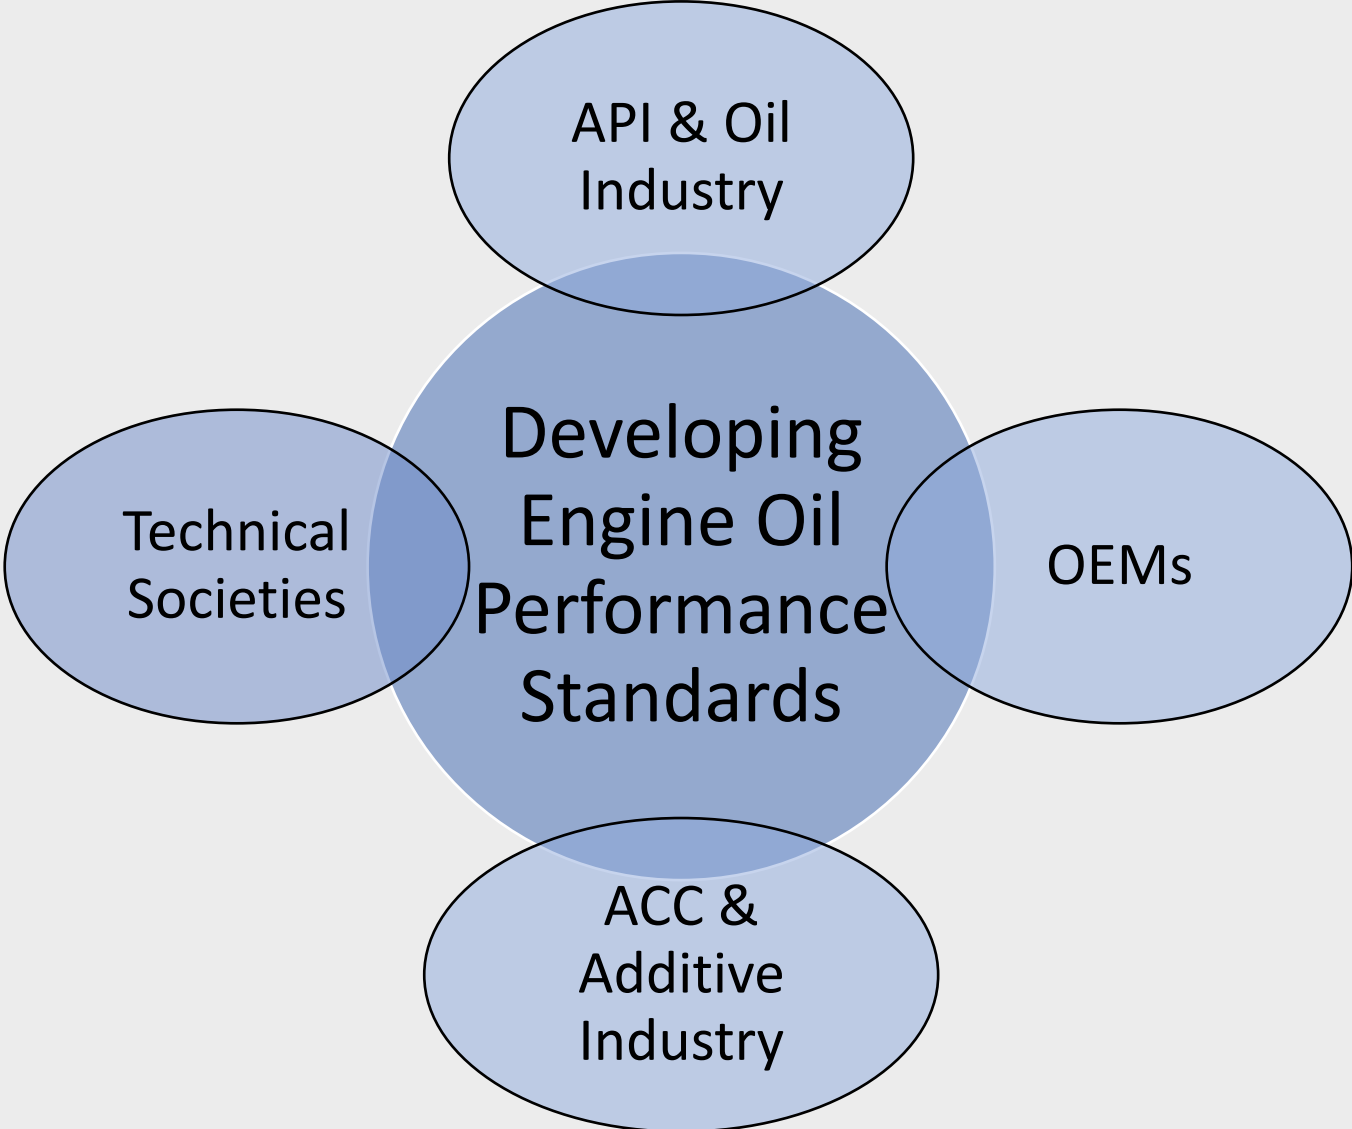 API & Oil
Industry
Technical
Societies
Developing
Engine Oil
Performance
Standards
OEMs
ACC &
Additive
Industry